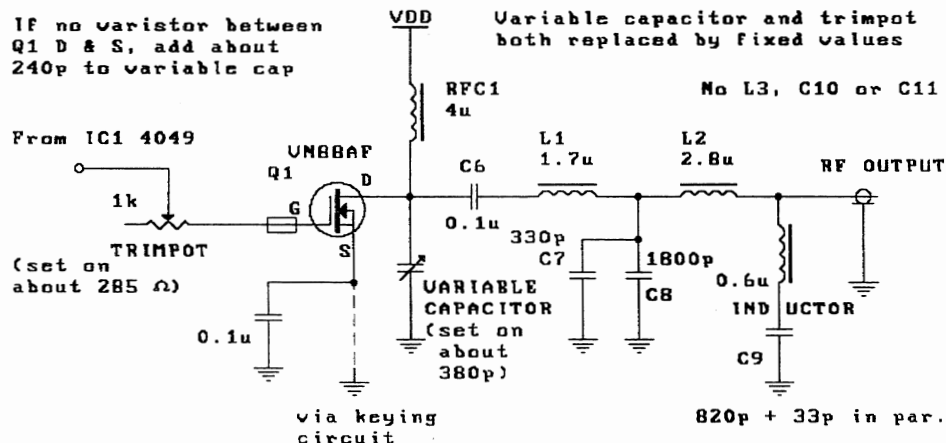 If no varistor between
Q1 D & S, add about
240p to variable cap
VDD
Variable capacitor and trimpot
both replaced by fixed values
RFC1
4u
No L3, C10 or C11
From IC1 4049
VN88AF
Q1
D
G
S
C6
0.1u
L1
1.7u
L2
2.8u
RF OUTPUT
1k
TRIMPOT
(set on
about 285 Ω)
0.1u
VARIABLE
CAPACITOR
(set on
about
380p)
330p
C7
1800p
C8
0.6u
INDUCTOR
C9
via keying
circuit
820p + 33p in par.